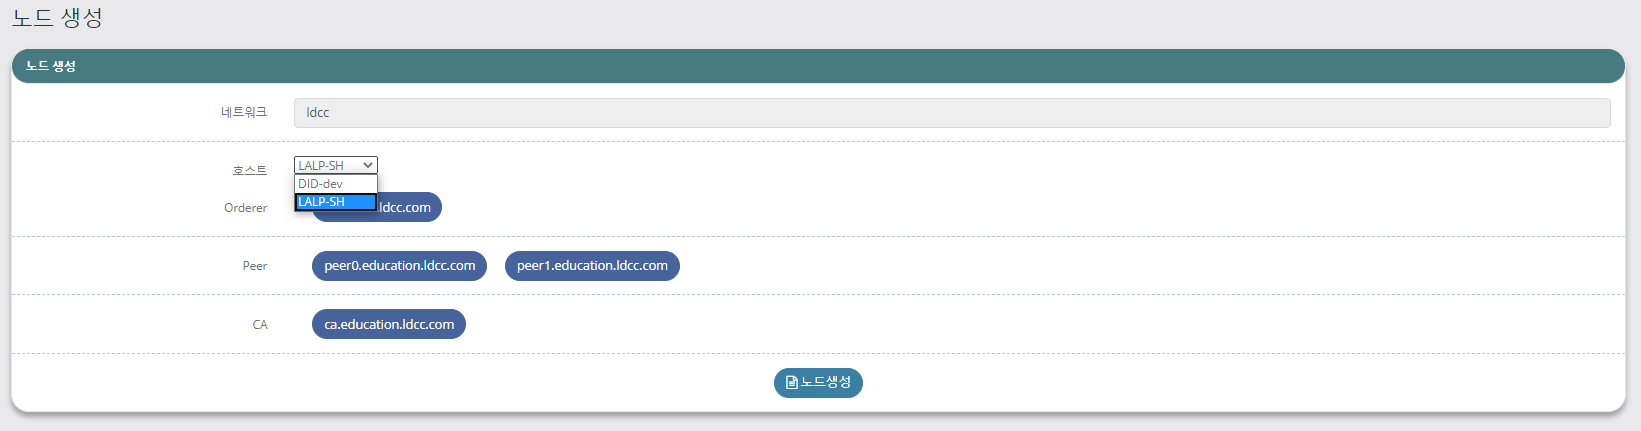 노드 생성
노드 생성
네트워크 ldcc
호스트 LALP-SH
DID-dev
LALP-SH
Orderer ldcc.com
Peer peer0.education.ldcc.com peer1.education.ldcc.com
CA ca.education.ldcc.com
노드생성